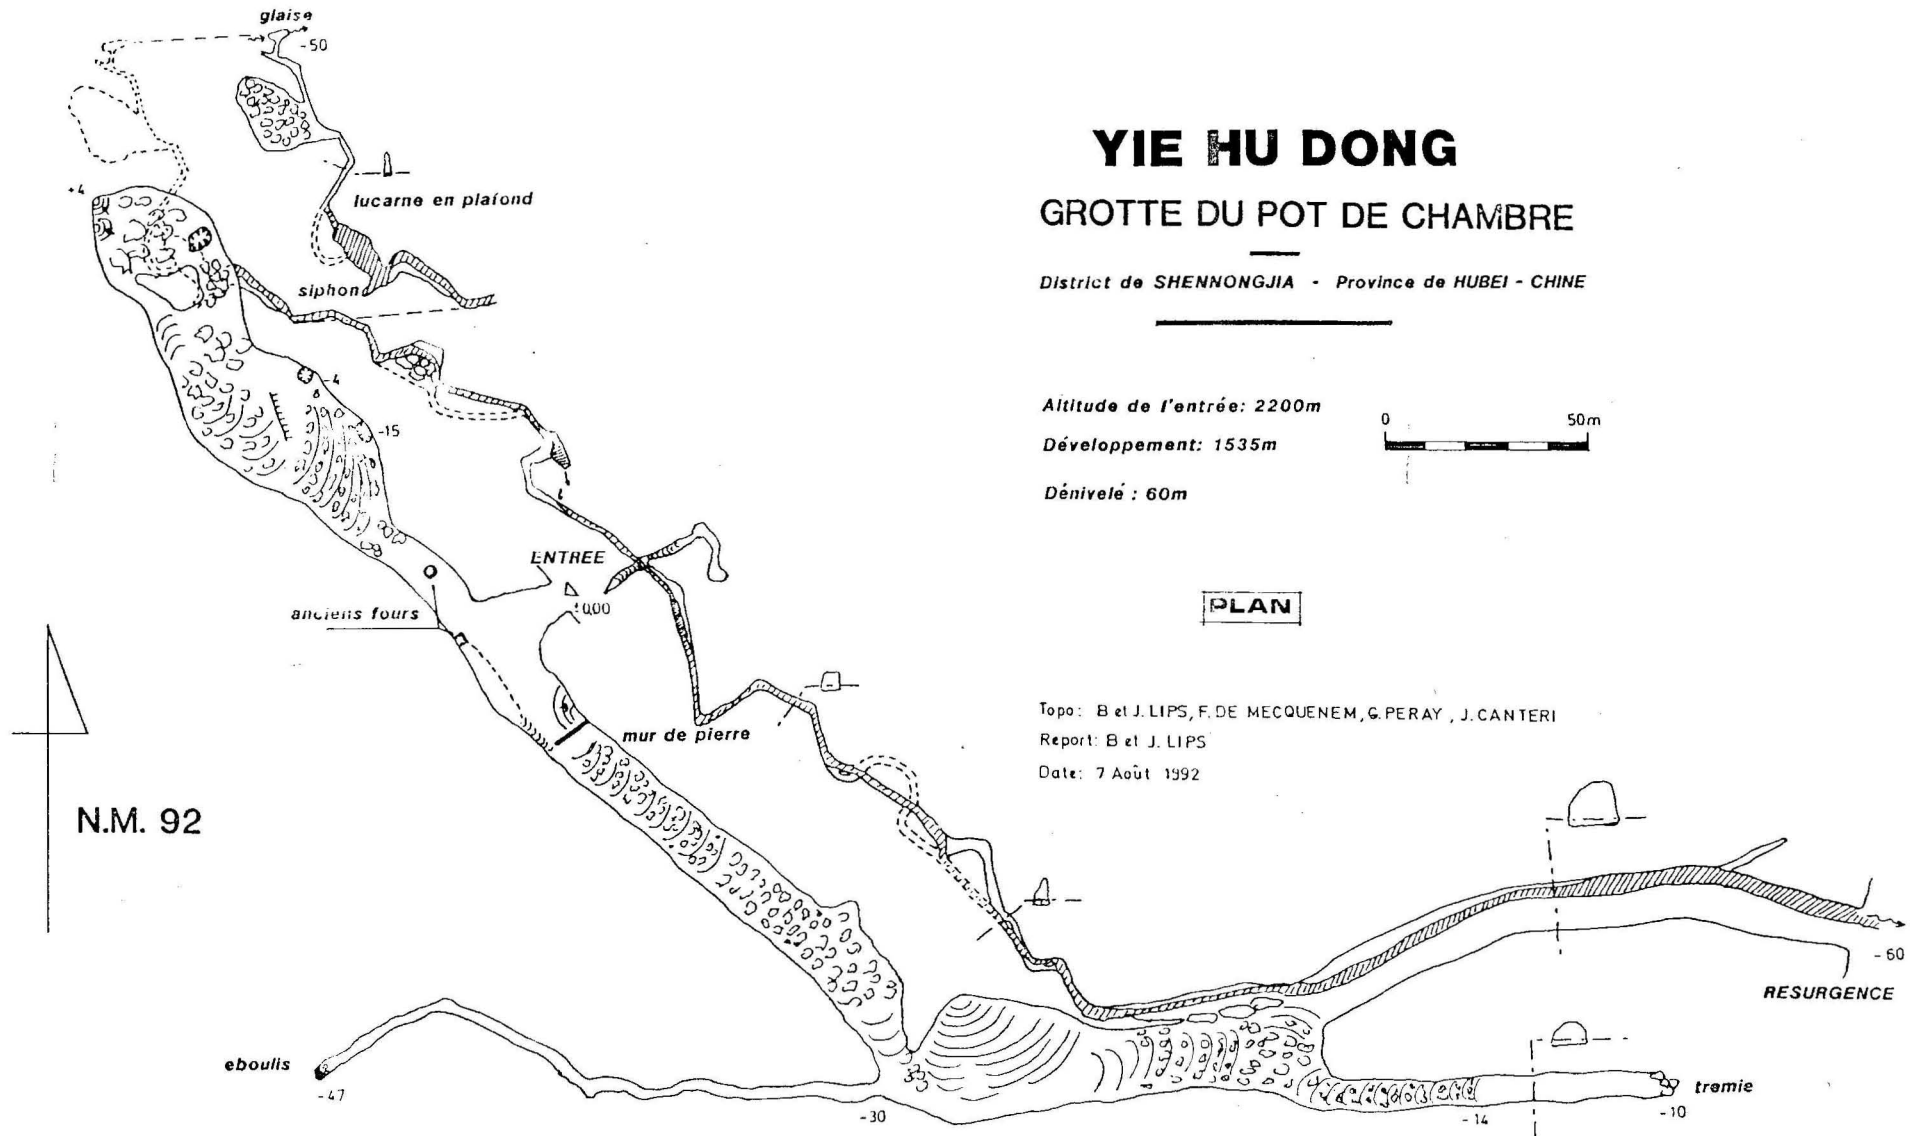 glaise
-50
YIE HU DONG
GROTTE DU POT DE CHAMBRE
District de SHENNONGJIA - Province de HUBEI - CHINE
+4
lucarne en plafond
siphon
-4
-15
Altitude de l'entrée: 2200m
Développement: 1535m
Dénivelé : 60m
0 50m
ENTREE
0,00
anciens fours
PLAN
mur de pierre
Topo: B et J. LIPS, F. DE MECQUENEM, G. PERAY, J. CANTERI
Report: B et J. LIPS
Date: 7 Août 1992
N.M. 92
-60
RESURGENCE
eboulis
-47
-30
-14
-10
tremie